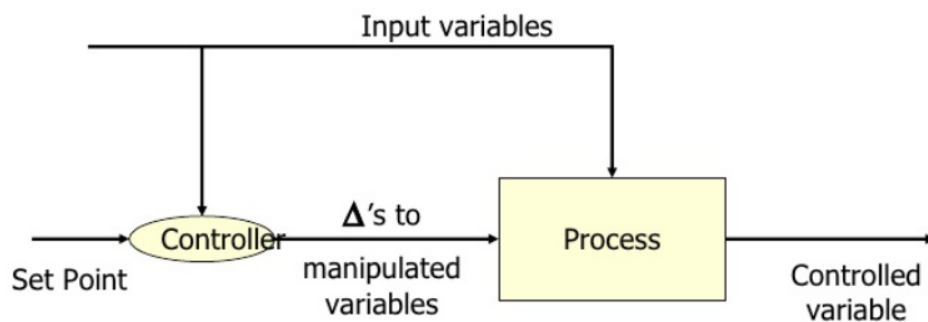 Input variables
Δ's to
Controller
Process
manipulated
variables
Set Point
Controlled
variable